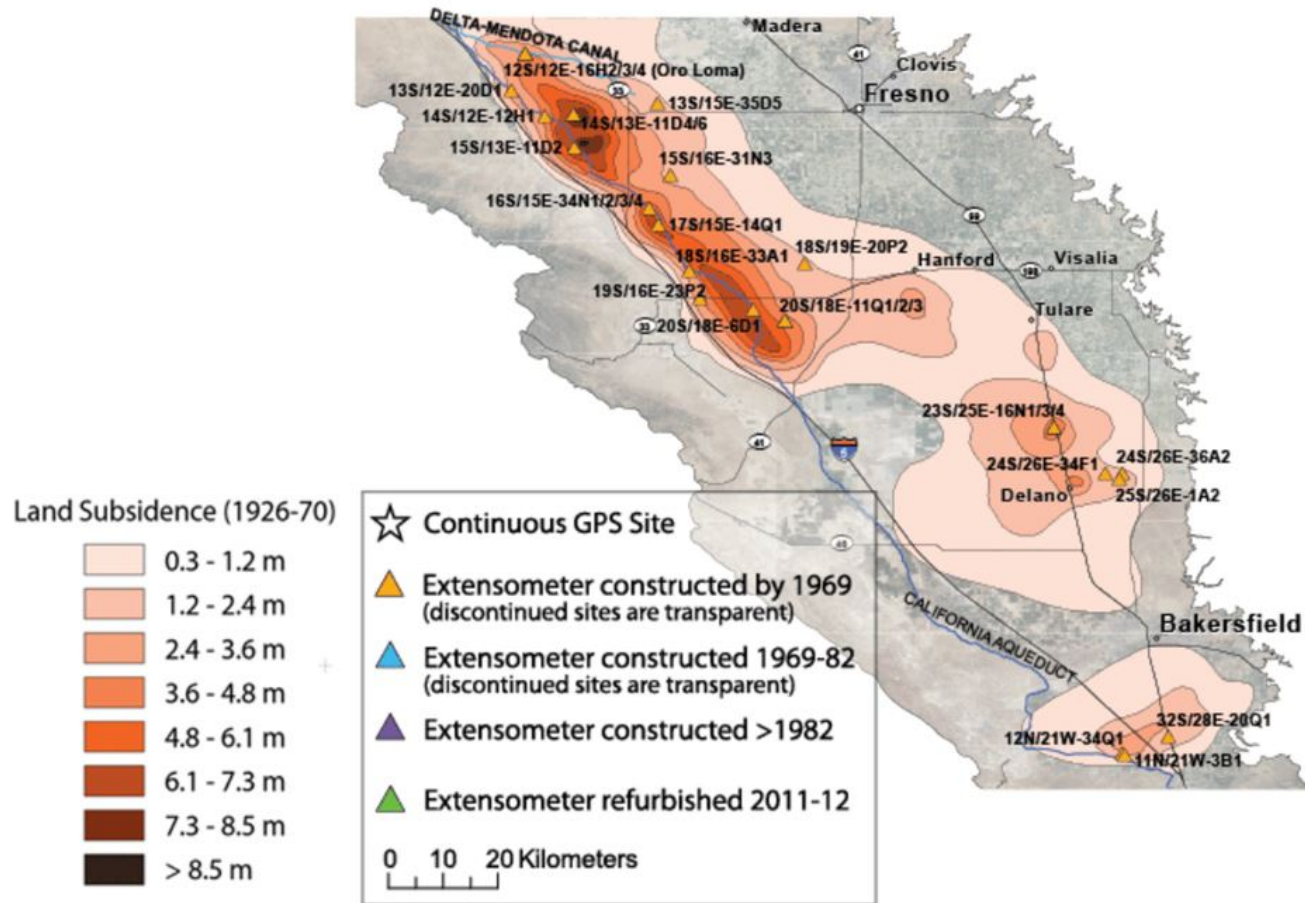 DELTA-MENDOTA CANAL
Madera
41
Clovis
12S/12E-16H2/3/4 (Oro Loma)
33
Fresno
13S/12E-20D1
13S/15E-35D5
14S/12E-12H1
14S/13E-11D4/6
15S/13E-11D2
15S/16E-31N3
16S/15E-34N1/2/3/4
99
17S/15E-14Q1
18S/16E-33A1
18S/19E-20P2
Hanford
198
Visalia
19S/16E-23P2
20S/18E-11Q1/2/3
33
20S/18E-6D1
Tulare
23S/25E-16N1/3/4
41
5
24S/26E-34F1
24S/26E-36A2
Delano
25S/26E-1A2
CALIFORNIA AQUEDUCT
Bakersfield
32S/28E-20Q1
12N/21W-34Q1
11N/21W-3B1
Land Subsidence (1926-70)
0.3 - 1.2 m
1.2 - 2.4 m
2.4 - 3.6 m
3.6 - 4.8 m
4.8 - 6.1 m
6.1 - 7.3 m
7.3 - 8.5 m
> 8.5 m
Continuous GPS Site
Extensometer constructed by 1969
(discontinued sites are transparent)
Extensometer constructed 1969-82
(discontinued sites are transparent)
Extensometer constructed >1982
Extensometer refurbished 2011-12
0 10 20 Kilometers